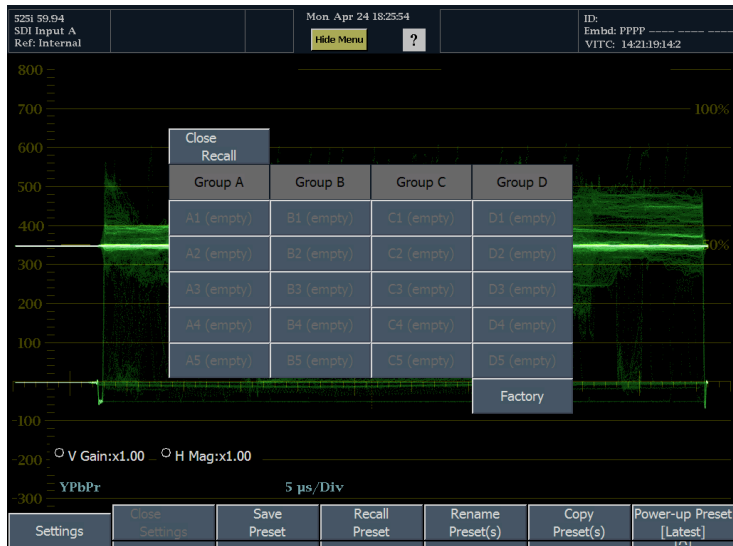 525i 59.94
SDI Input A
Ref: Internal
Mon Apr 24 18:25:54
Hide Menu
?
ID:
Embd: PPPP ---- ---- ----
VITC: 14:21:19:14:2
800
700
100%
600
500
400
50%
300
200
100
-100
-200
-300
Close
Recall
Group A Group B Group C Group D
A1 (empty) B1 (empty) C1 (empty) D1 (empty)
A2 (empty) B2 (empty) C2 (empty) D2 (empty)
A3 (empty) B3 (empty) C3 (empty) D3 (empty)
A4 (empty) B4 (empty) C4 (empty) D4 (empty)
A5 (empty) B5 (empty) C5 (empty) D5 (empty)
Factory
V Gain:x1.00 H Mag:x1.00
YPbPr 5 µs/Div
Settings
Close
Settings
Save
Preset
Recall
Preset
Rename
Preset(s)
Copy
Preset(s)
Power-up Preset
[Latest]